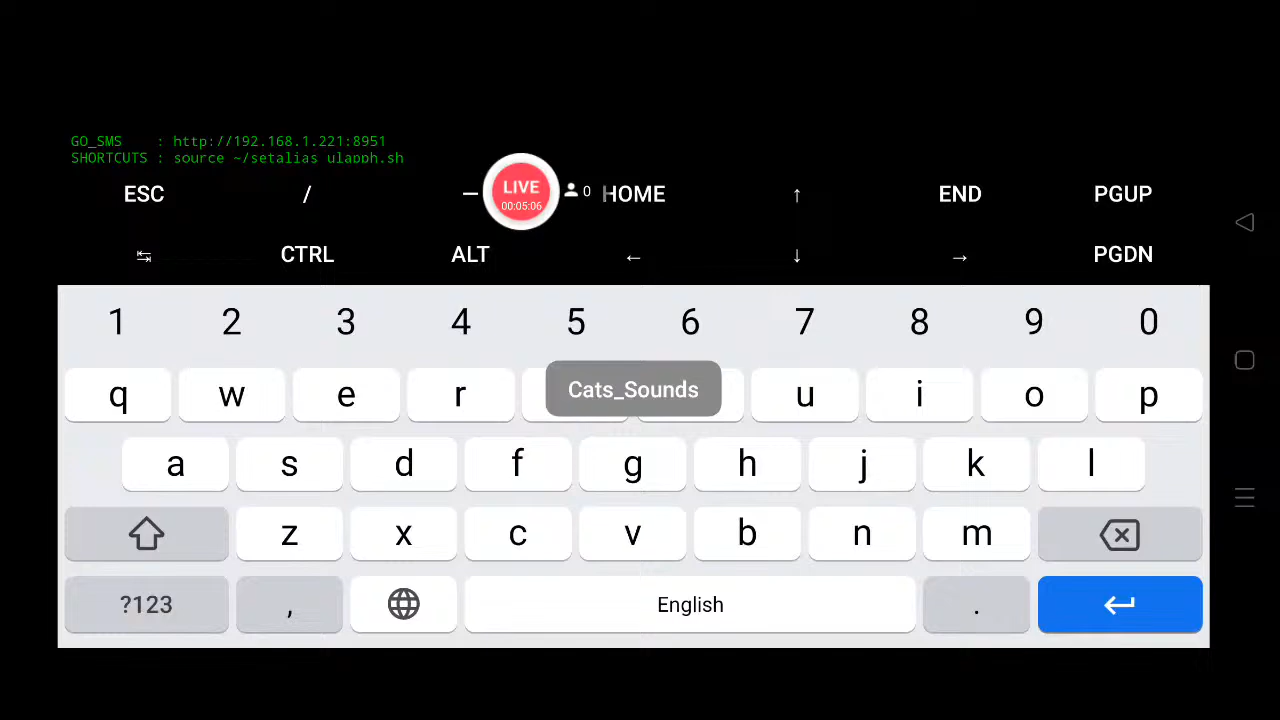 GO_SMS : http://192.168.1.221:8951
SHORTCUTS : source ~/setalias_ulapph.sh
ESC / — HOME ↑ END PGUP
LIVE
00:05:06
0
↹ CTRL ALT ← ↓ → PGDN
1 2 3 4 5 6 7 8 9 0
q w e r u i o p
Cats_Sounds
a s d f g h j k l
z x c v b n m
?123 , English .